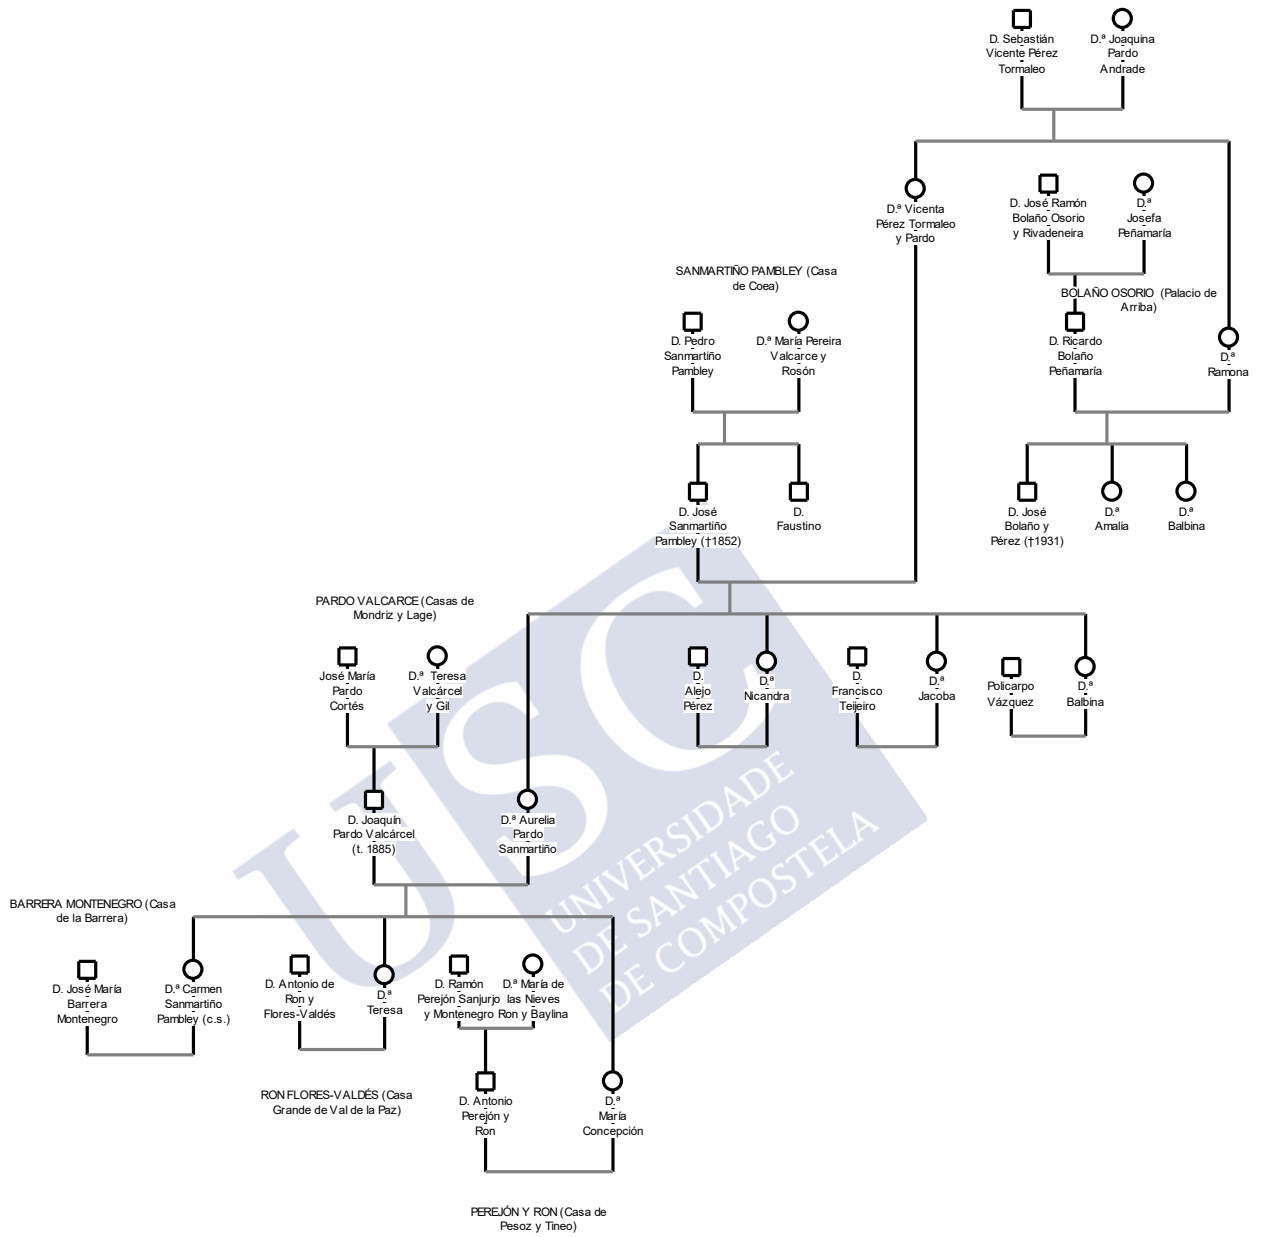 D. Sebastián
Vicente Pérez
Tormaleo
D.ª Joaquina
Pardo
Andrade
D.ª Vicenta
Pérez Tormaleo
y Pardo
D. José Ramón
Bolaño Osorio
y Rivadeneira
D.ª
Josefa
Peñamaría
SANMARTIÑO PAMBLEY (Casa
de Coea)
BOLAÑO OSORIO (Palacio de
Arriba)
D. Pedro
Sanmartiño
Pambley
D.ª María Pereira
Valcarce y
Rosón
D. Ricardo
Bolaño
Peñamaría
D.ª
Ramona
D. José
Sanmartiño
Pambley (†1852)
D.
Faustino
D. José
Bolaño y
Pérez (†1931)
D.ª
Amalia
D.ª
Balbina
PARDO VALCARCE (Casas de
Mondriz y Lage)
José María
Pardo
Cortés
D.ª Teresa
Valcárcel
y Gil
D.
Alejo
Pérez
D.ª
Nicandra
D.
Francisco
Teijeiro
D.ª
Jacoba
Policarpo
Vázquez
D.ª
Balbina
D. Joaquín
Pardo Valcárcel
(t. 1885)
D.ª Aurelia
Pardo
Sanmartiño
BARRERA MONTENEGRO (Casa
de la Barrera)
D. José María
Barrera
Montenegro
D.ª Carmen
Sanmartiño
Pambley (c.s.)
D. Antonio de
Ron y
Flores-Valdés
D.ª
Teresa
D. Ramón
Perejón Sanjurjo
y Montenegro
D.ª María de
las Nieves
Ron y Baylina
RON FLORES-VALDÉS (Casa
Grande de Val de la Paz)
D. Antonio
Perejón y
Ron
D.ª
María
Concepción
PEREJÓN Y RON (Casa de
Pesoz y Tineo)
USC
UNIVERSIDADE
DE SANTIAGO
DE COMPOSTELA